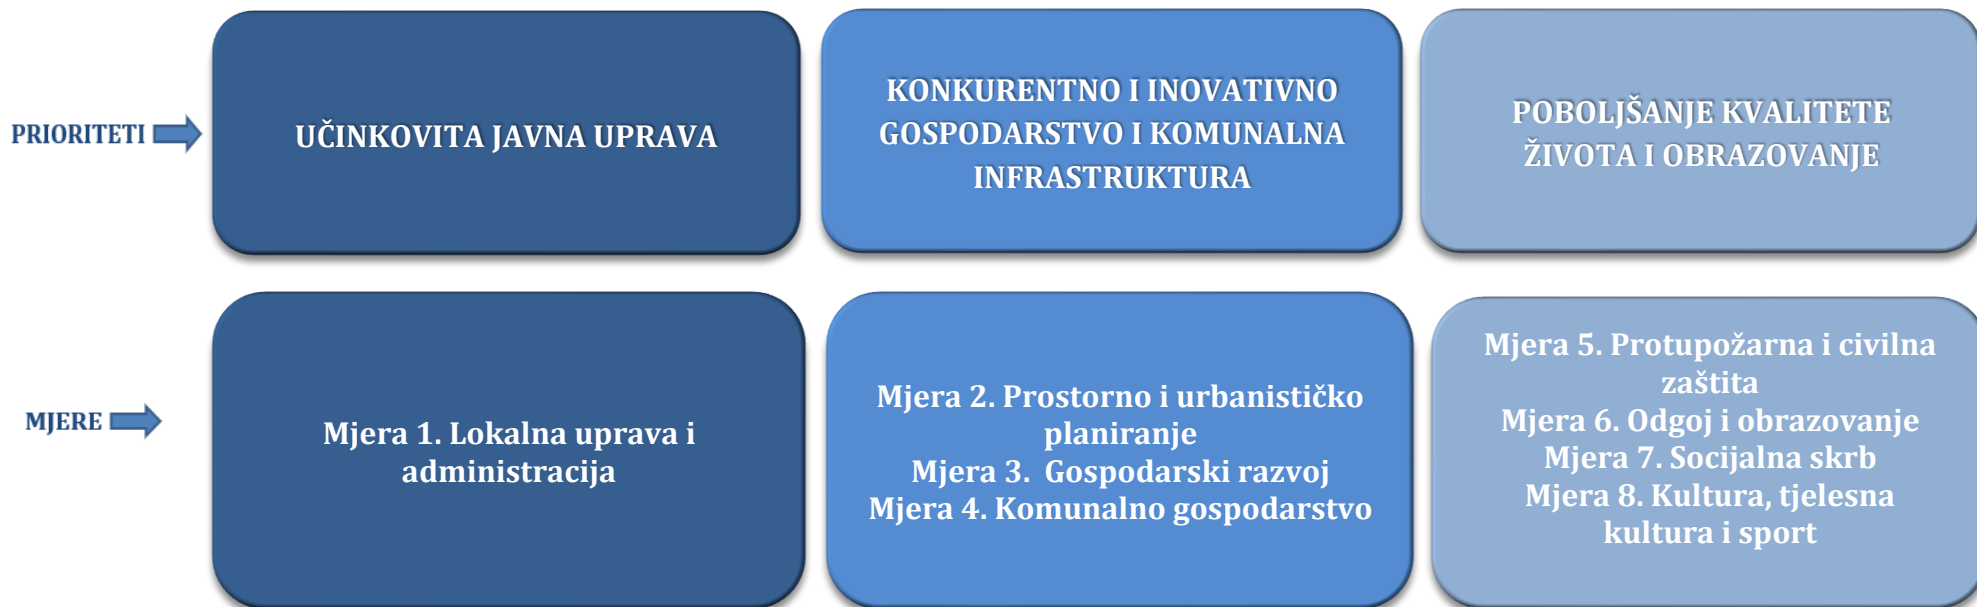 PRIORITETI
UČINKOVITA JAVNA UPRAVA
KONKURENTNO I INOVATIVNO
GOSPODARSTVO I KOMUNALNA
INFRASTRUKTURA
POBOLJŠANJE KVALITETE
ŽIVOTA I OBRAZOVANJE
MJERE
Mjera 1. Lokalna uprava i
administracija
Mjera 2. Prostorno i urbanističko
planiranje
Mjera 3. Gospodarski razvoj
Mjera 4. Komunalno gospodarstvo
Mjera 5. Protupožarna i civilna
zaštita
Mjera 6. Odgoj i obrazovanje
Mjera 7. Socijalna skrb
Mjera 8. Kultura, tjelesna
kultura i sport